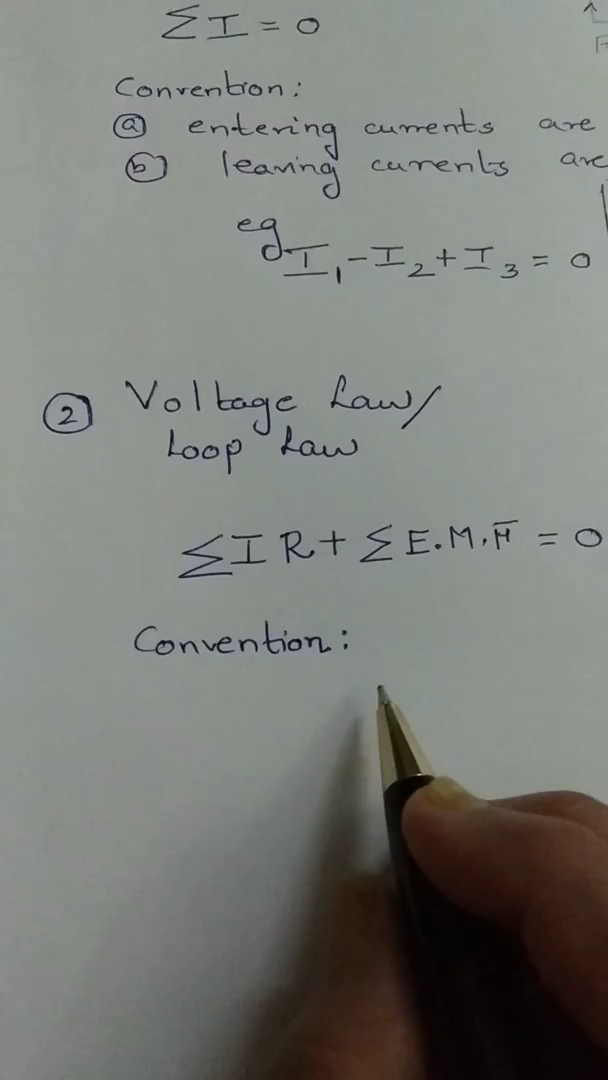 ΣI = 0
Convention:
ⓐ entering currents are
ⓑ leaving currents are
eg
I₁-I₂+I₃ = 0
② Voltage Law/
Loop Law
ΣIR + ΣE.M.F = 0
Convention: